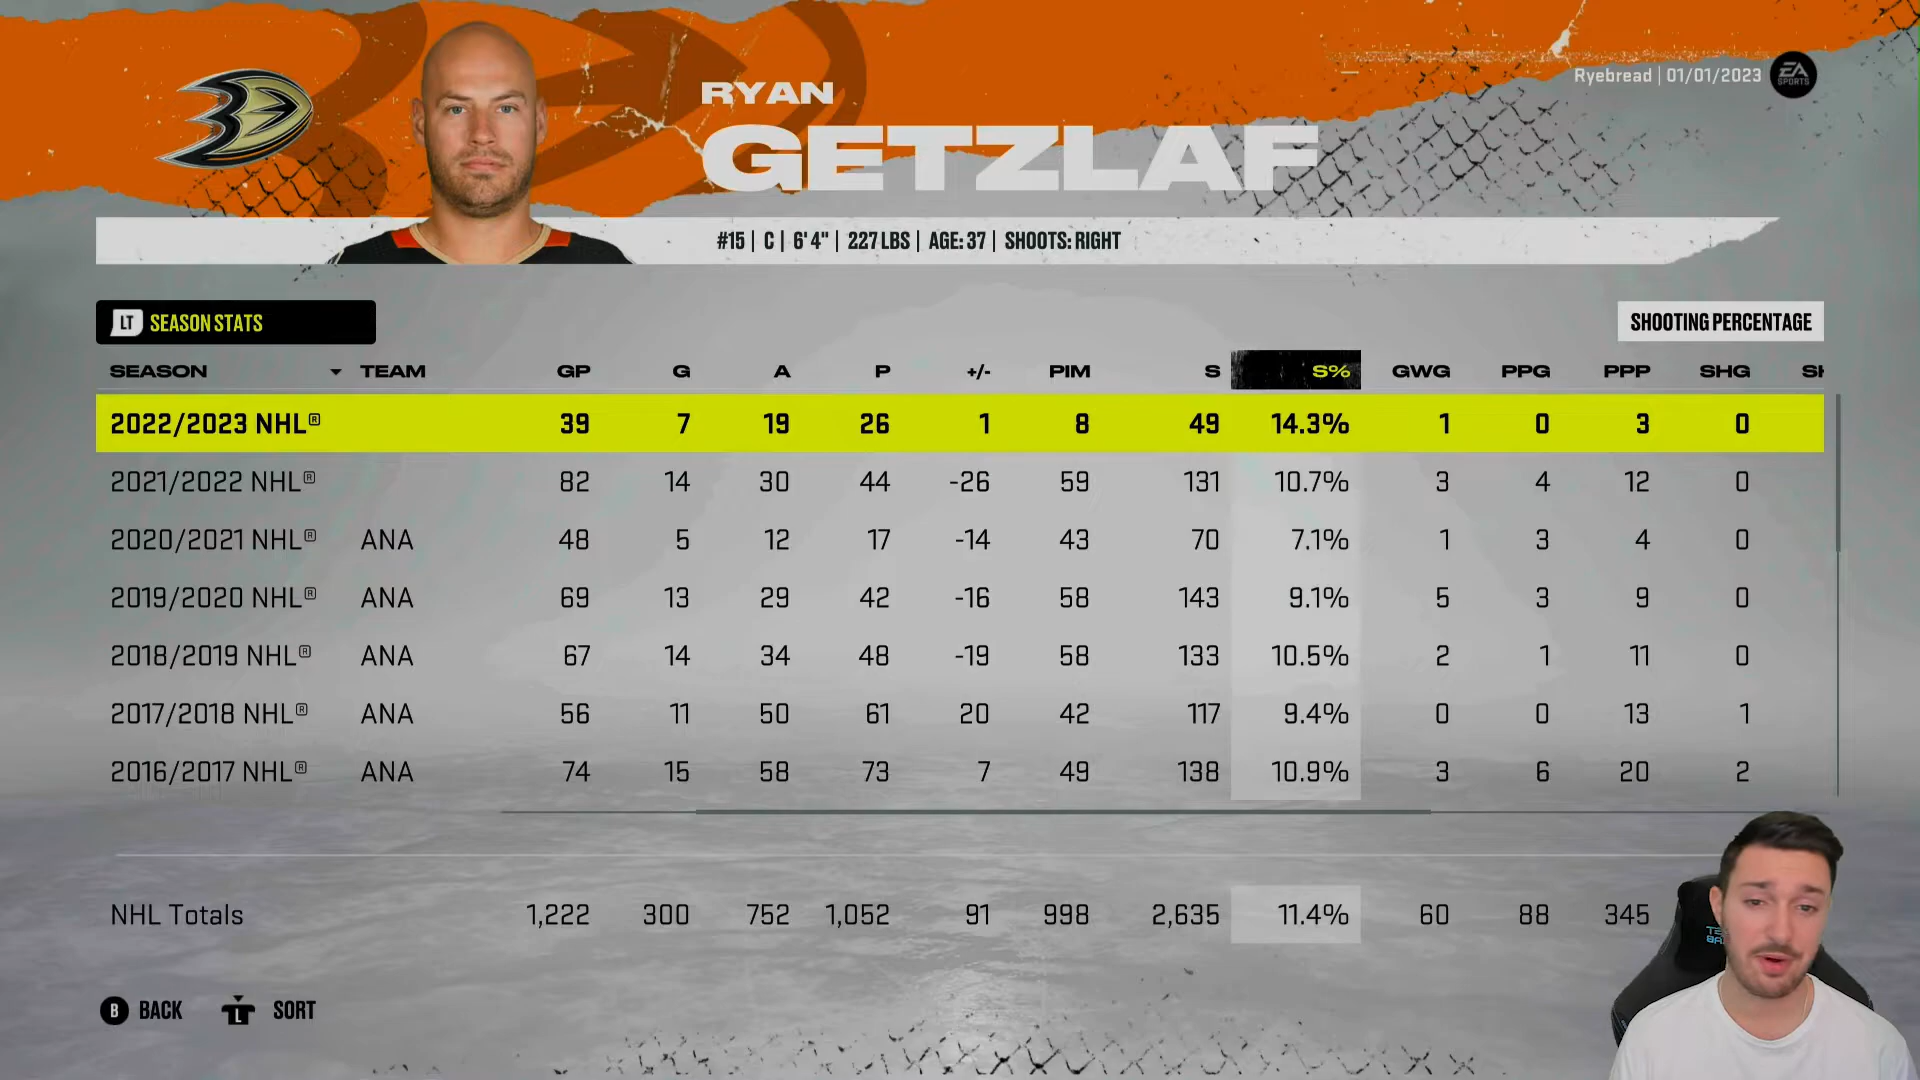 Ryebread | 01/01/2023
EA SPORTS
RYAN
GETZLAF
#15 | C | 6' 4" | 227 LBS | AGE: 37 | SHOOTS: RIGHT
LT SEASON STATS
SHOOTING PERCENTAGE
SEASON TEAM GP G A P +/- PIM S S% GWG PPG PPP SHG
2022/2023 NHL® 39 7 19 26 1 8 49 14.3% 1 0 3 0
2021/2022 NHL® 82 14 30 44 -26 59 131 10.7% 3 4 12 0
2020/2021 NHL® ANA 48 5 12 17 -14 43 70 7.1% 1 3 4 0
2019/2020 NHL® ANA 69 13 29 42 -16 58 143 9.1% 5 3 9 0
2018/2019 NHL® ANA 67 14 34 48 -19 58 133 10.5% 2 1 11 0
2017/2018 NHL® ANA 56 11 50 61 20 42 117 9.4% 0 0 13 1
2016/2017 NHL® ANA 74 15 58 73 7 49 138 10.9% 3 6 20 2
NHL Totals 1,222 300 752 1,052 91 998 2,635 11.4% 60 88 345
B BACK L SORT